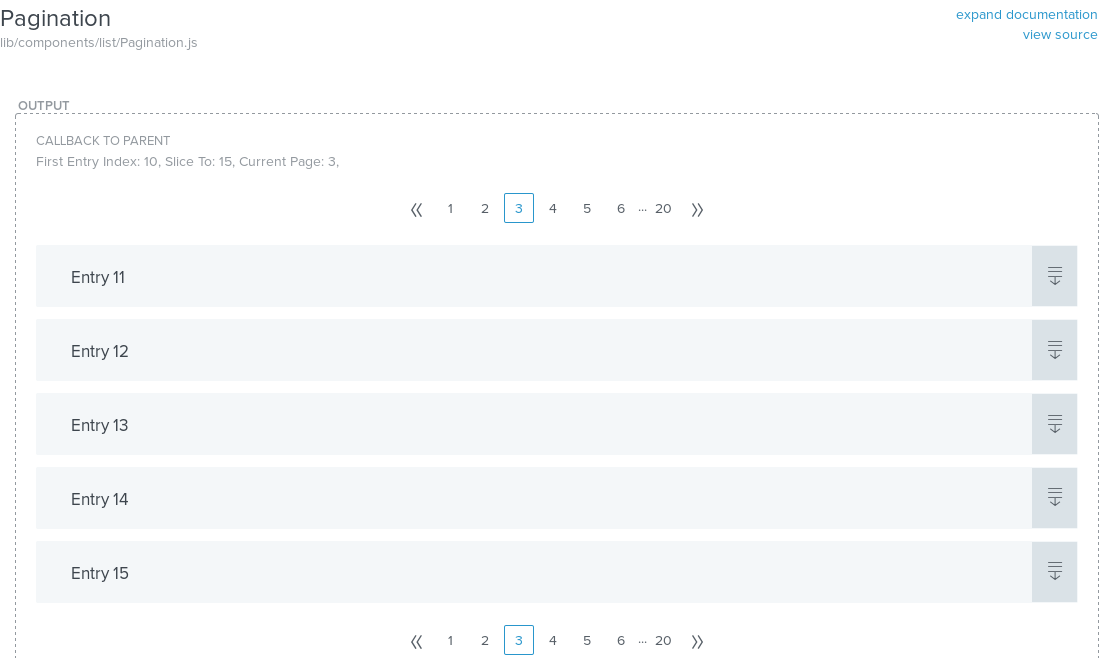 Pagination
expand documentation
lib/components/list/Pagination.js
view source
OUTPUT
CALLBACK TO PARENT
First Entry Index: 10, Slice To: 15, Current Page: 3,
« 1 2 3 4 5 6 ... 20 »
Entry 11
Entry 12
Entry 13
Entry 14
Entry 15
« 1 2 3 4 5 6 ... 20 »